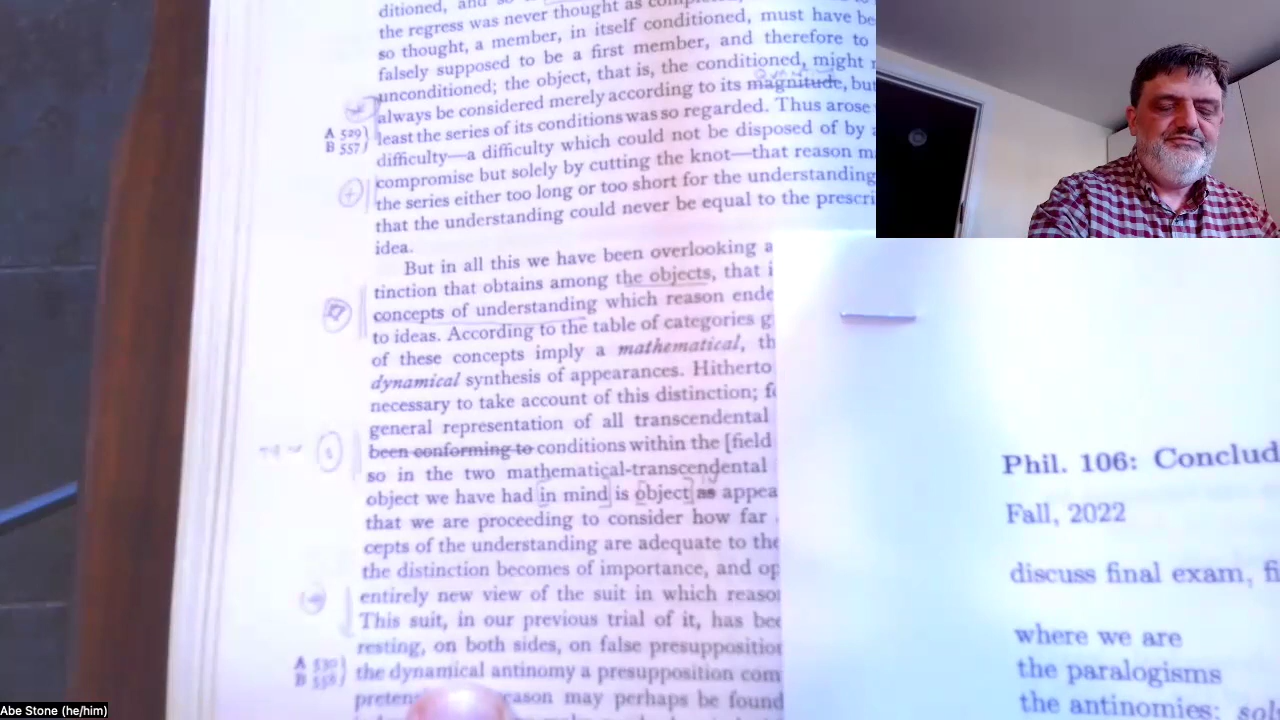 ditioned, and so
the regress was never thought as
so thought, a member, in itself conditioned, must have be
falsely supposed to be a first member, and therefore to
unconditioned; the object, that is, the conditioned, might
always be considered merely according to its magnitude, but
A 529
B 557
least the series of its conditions was so regarded. Thus arose
difficulty—a difficulty which could not be disposed of by
compromise but solely by cutting the knot—that reason m
the series either too long or too short for the understanding
that the understanding could never be equal to the prescri
idea.
But in all this we have been overlooking a
tinction that obtains among the objects, that i
concepts of understanding which reason ende
to ideas. According to the table of categories g
of these concepts imply a mathematical, th
dynamical synthesis of appearances. Hitherto
necessary to take account of this distinction; f
general representation of all transcendental
been conforming to conditions within the [field
so in the two mathematical-transcendental
object we have had in mind is object as appea
that we are proceeding to consider how far
cepts of the understanding are adequate to the
the distinction becomes of importance, and op
entirely new view of the suit in which reaso
This suit, in our previous trial of it, has bee
resting, on both sides, on false presupposition
A 530
B 558
the dynamical antinomy a presupposition com
preten ason may perhaps be found
Phil. 106: Conclud
Fall, 2022
discuss final exam, fi
where we are
the paralogisms
the antinomies: sol
Abe Stone (he/him)